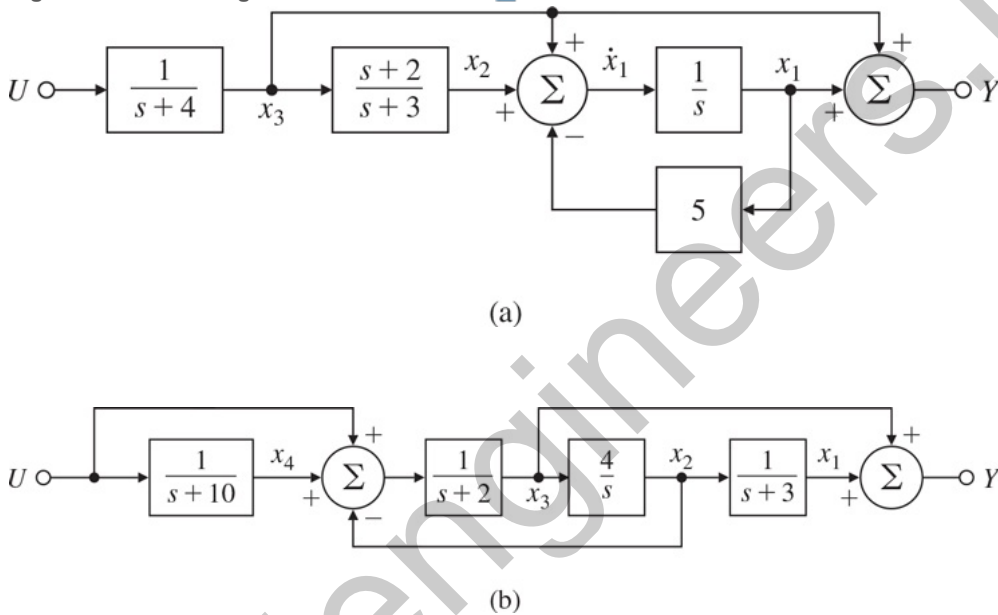 U
1
s + 4
x3
s + 2
s + 3
x2
+
+
−
Σ
ẋ1
1
s
x1
+
+
Σ
Y
5
(a)
U
1
s + 10
x4
+
+
−
Σ
1
s + 2
x3
4
s
x2
1
s + 3
x1
+
+
Σ
Y
(b)
engineers.